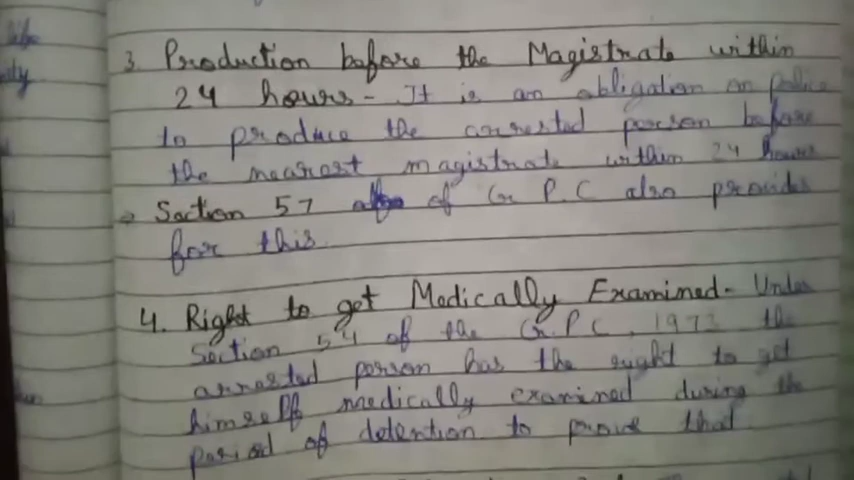 3. Production before the Magistrate within
24 hours - It is an obligation on police
to produce the arrested person before
the nearest magistrate within 24 hours
→ Section 57 of Cr P.C also provides
for this.
4. Right to get Medically Examined - Under
Section 54 of the Cr.P.C, 1973 the
arrested person has the right to get
himself medically examined during the
period of detention to prove that